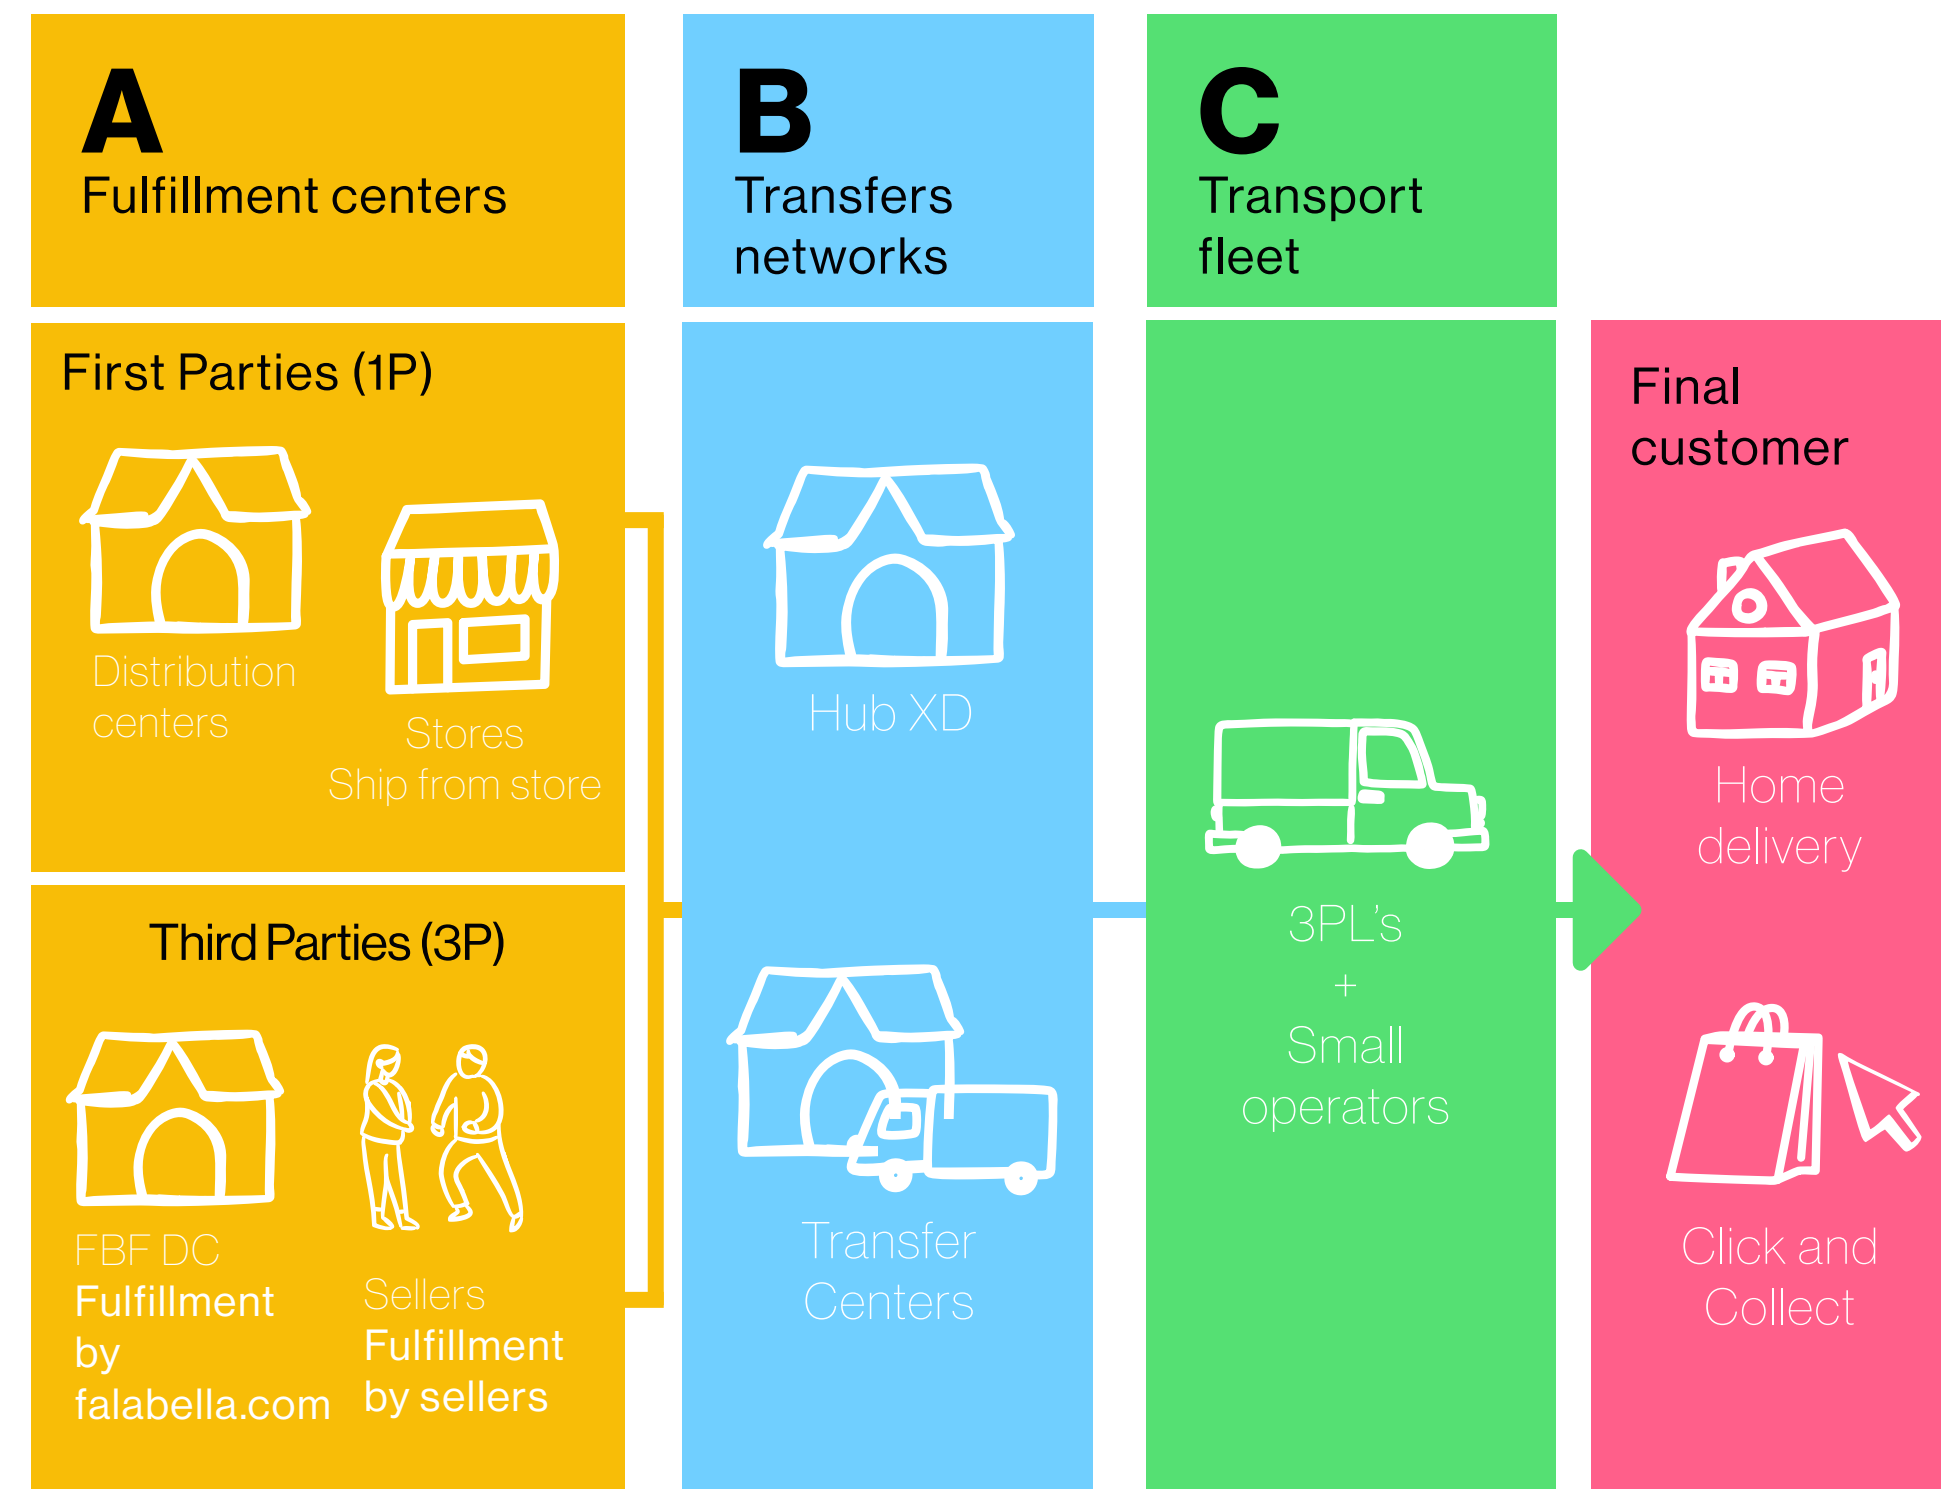 A
Fulfillment centers
First Parties (1P)
Distribution
centers
Stores
Ship from store
Third Parties (3P)
FBF DC
Fulfillment
by
falabella.com
Sellers
Fulfillment
by sellers
B
Transfers
networks
Hub XD
Transfer
Centers
C
Transport
fleet
3PL's
+
Small
operators
Final
customer
Home
delivery
Click and
Collect